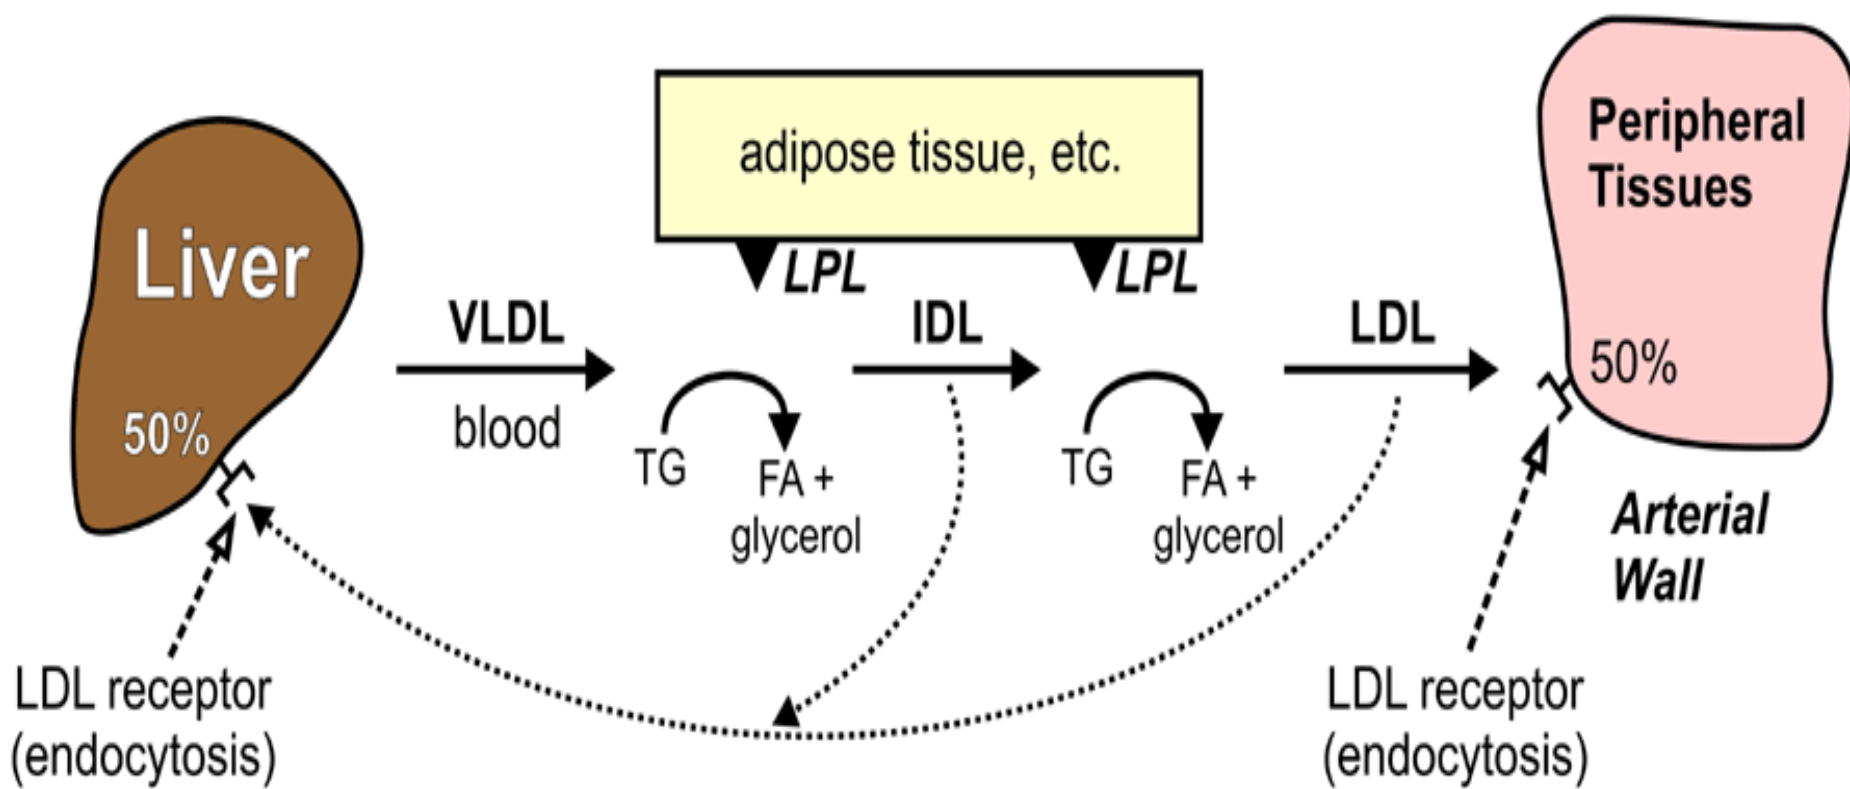 Liver
50%
LDL receptor
(endocytosis)
VLDL
blood
adipose tissue, etc.
LPL
LPL
TG
FA +
glycerol
IDL
TG
FA +
glycerol
LDL
Peripheral
Tissues
50%
Arterial
Wall
LDL receptor
(endocytosis)